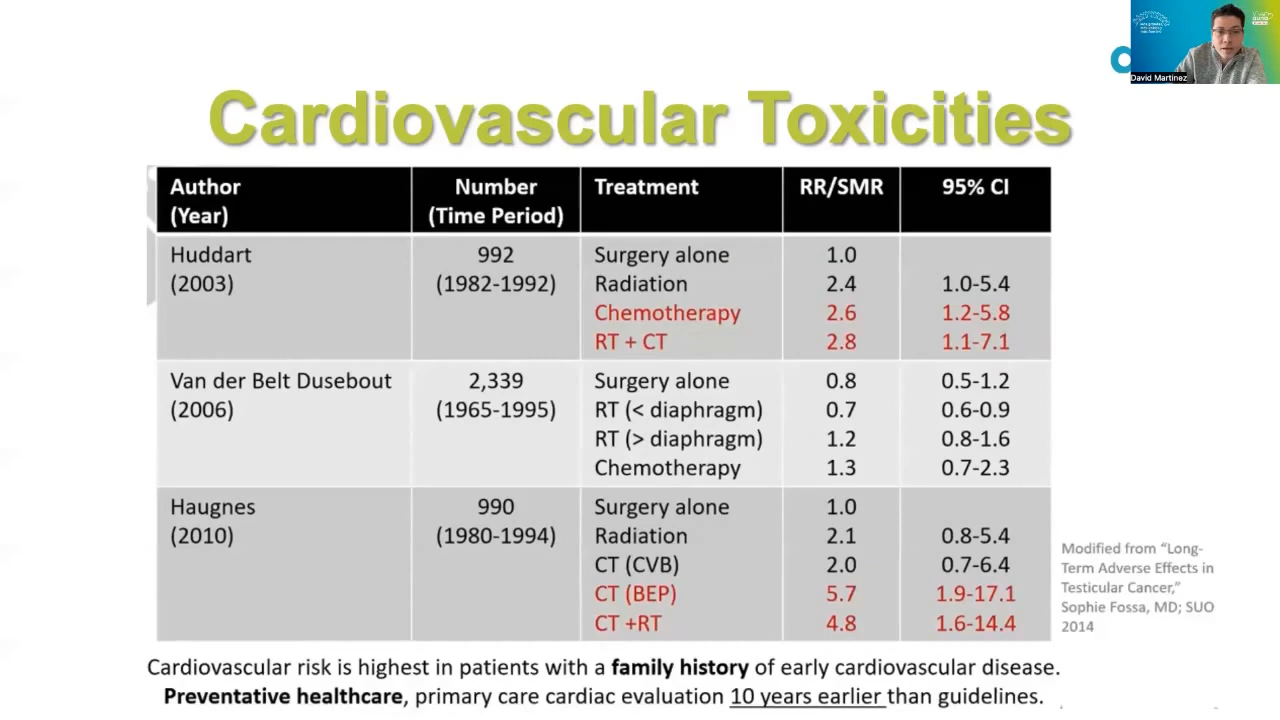 David Martinez
Cardiovascular Toxicities
Author (Year) Number (Time Period) Treatment RR/SMR 95% CI
Huddart (2003) 992 (1982-1992)
Surgery alone 1.0
Radiation 2.4 1.0-5.4
Chemotherapy 2.6 1.2-5.8
RT + CT 2.8 1.1-7.1
Van der Belt Dusebout (2006) 2,339 (1965-1995)
Surgery alone 0.8 0.5-1.2
RT (< diaphragm) 0.7 0.6-0.9
RT (> diaphragm) 1.2 0.8-1.6
Chemotherapy 1.3 0.7-2.3
Haugnes (2010) 990 (1980-1994)
Surgery alone 1.0
Radiation 2.1 0.8-5.4
CT (CVB) 2.0 0.7-6.4
CT (BEP) 5.7 1.9-17.1
CT +RT 4.8 1.6-14.4
Modified from “Long-
Term Adverse Effects in
Testicular Cancer,”
Sophie Fossa, MD; SUO
2014
Cardiovascular risk is highest in patients with a family history of early cardiovascular disease.
Preventative healthcare, primary care cardiac evaluation 10 years earlier than guidelines.